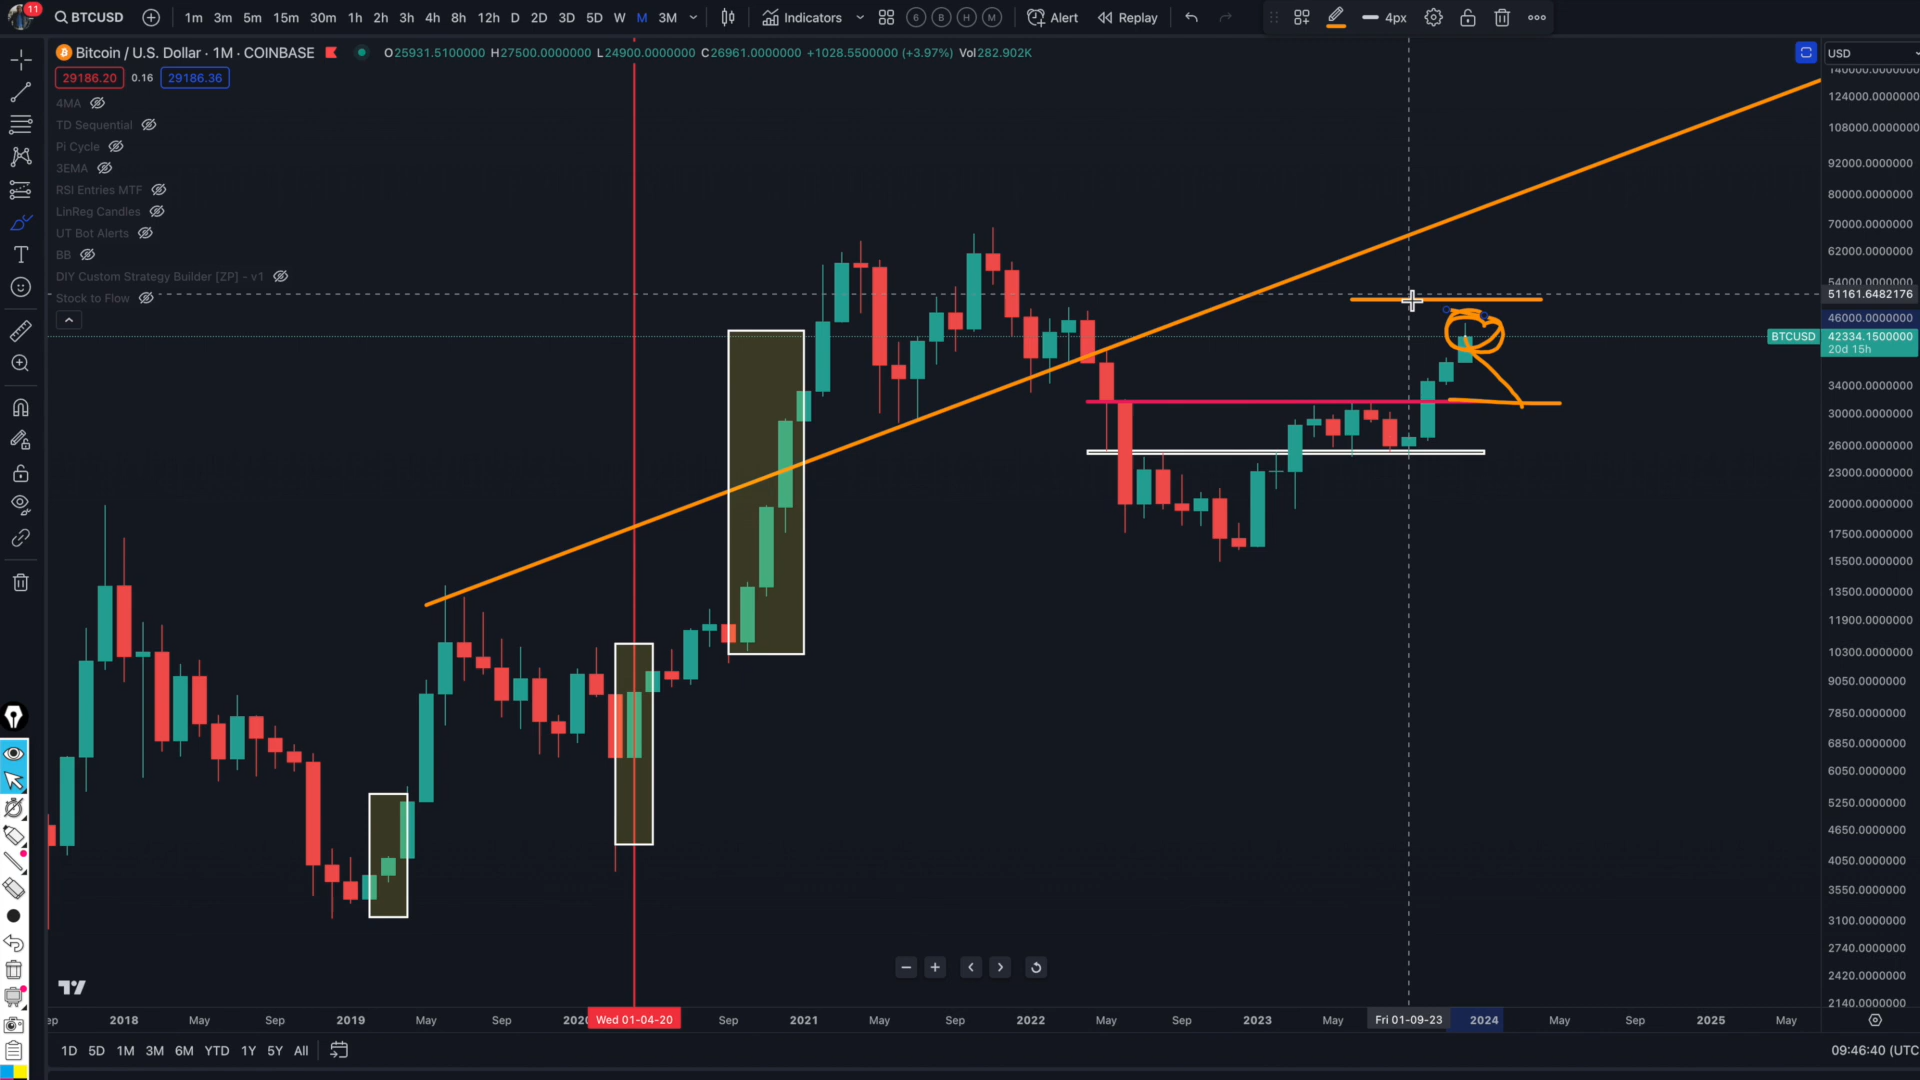 11
BTCUSD
1m 3m 5m 15m 30m 1h 2h 3h 4h 8h 12h D 2D 3D 5D W M 3M
Indicators
6 B H M
Alert
Replay
4px
Bitcoin / U.S. Dollar · 1M · COINBASE
O25931.5100000 H27500.0000000 L24900.0000000 C26961.0000000 +1028.5500000 (+3.97%) Vol282.902K
USD
29186.20 0.16 29186.36
4MA
TD Sequential
Pi Cycle
3EMA
RSI Entries MTF
LinReg Candles
UT Bot Alerts
BB
DIY Custom Strategy Builder [ZP] - v1
Stock to Flow
140000.0000000
124000.0000000
108000.0000000
92000.0000000
80000.0000000
70000.0000000
62000.0000000
54000.0000000
51161.6482176
46000.0000000
BTCUSD 42334.1500000
20d 15h
34000.0000000
30000.0000000
26000.0000000
23000.0000000
20000.0000000
17500.0000000
15500.0000000
13500.0000000
11900.0000000
10300.0000000
9050.0000000
7850.0000000
6850.0000000
6050.0000000
5250.0000000
4650.0000000
4050.0000000
3550.0000000
3100.0000000
2740.0000000
2420.0000000
2140.0000000
ep 2018 May Sep 2019 May Sep 2020 Wed 01-04-20 Sep 2021 May Sep 2022 May Sep 2023 May Fri 01-09-23 2024 May Sep 2025 May
1D 5D 1M 3M 6M YTD 1Y 5Y All
09:46:40 (UTC